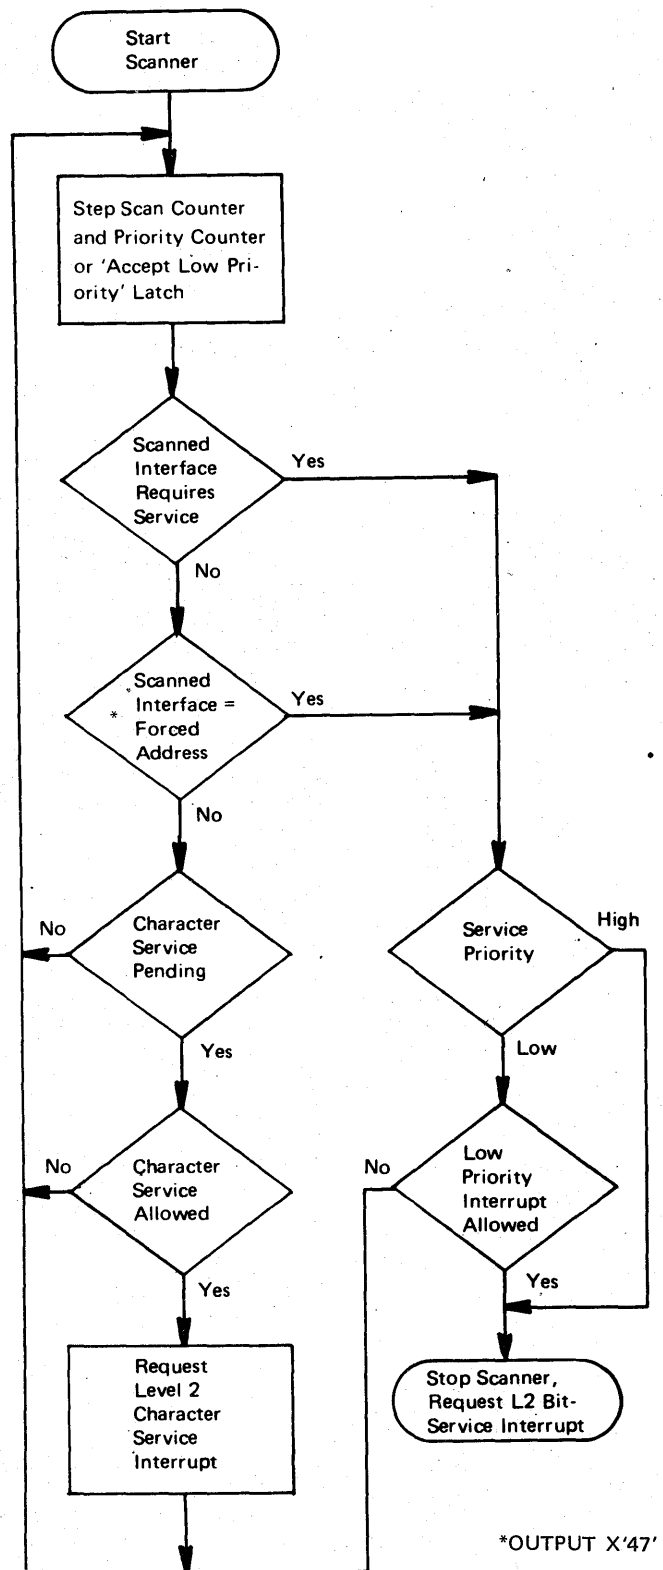 Start
Scanner
Step Scan Counter
and Priority Counter
or ‘Accept Low Pri-
ority’ Latch
Scanned
Interface
Requires
Service
Yes
No
Scanned
* Interface =
Forced
Address
Yes
No
Character
Service
Pending
No
Yes
Service
Priority
High
Low
Character
Service
Allowed
No
Yes
Low
Priority
Interrupt
Allowed
No
Yes
Request
Level 2
Character
Service
Interrupt
Stop Scanner,
Request L2 Bit-
Service Interrupt
*OUTPUT X‘47’